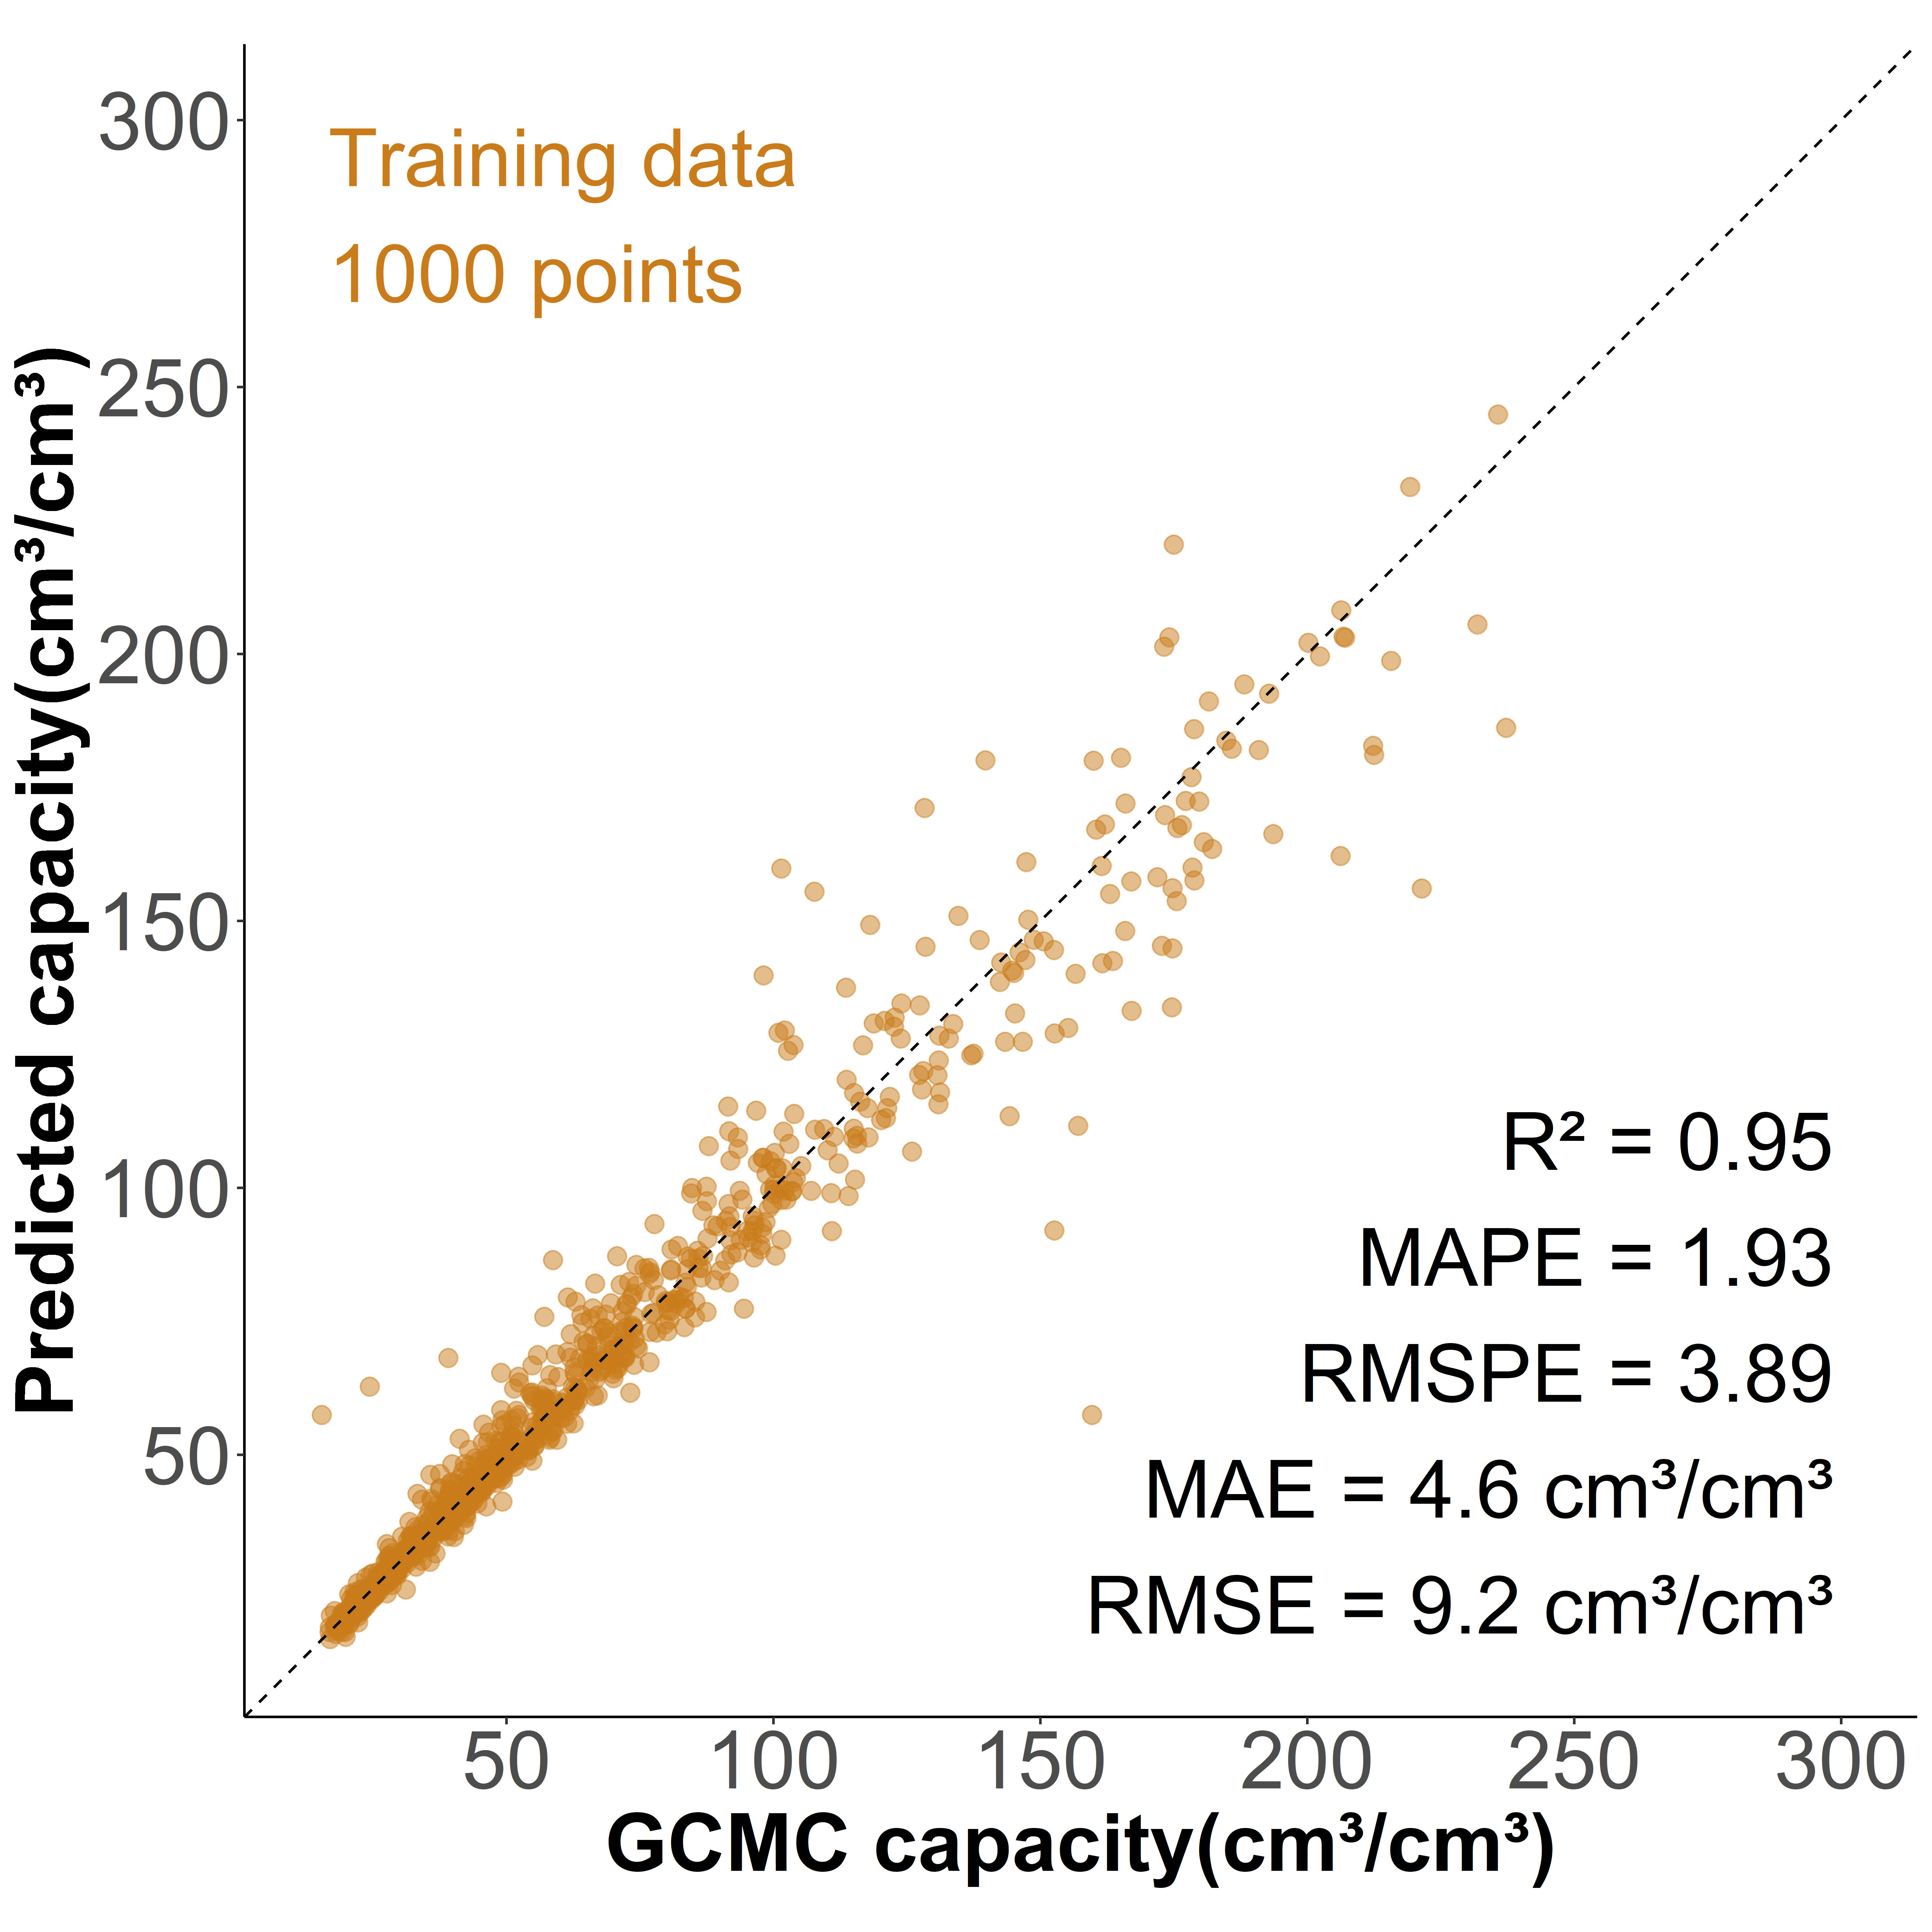 Training data
1000 points
300
250
200
150
100
50
Predicted capacity(cm³/cm³)
R² = 0.95
MAPE = 1.93
RMSPE = 3.89
MAE = 4.6 cm³/cm³
RMSE = 9.2 cm³/cm³
50 100 150 200 250 300
GCMC capacity(cm³/cm³)